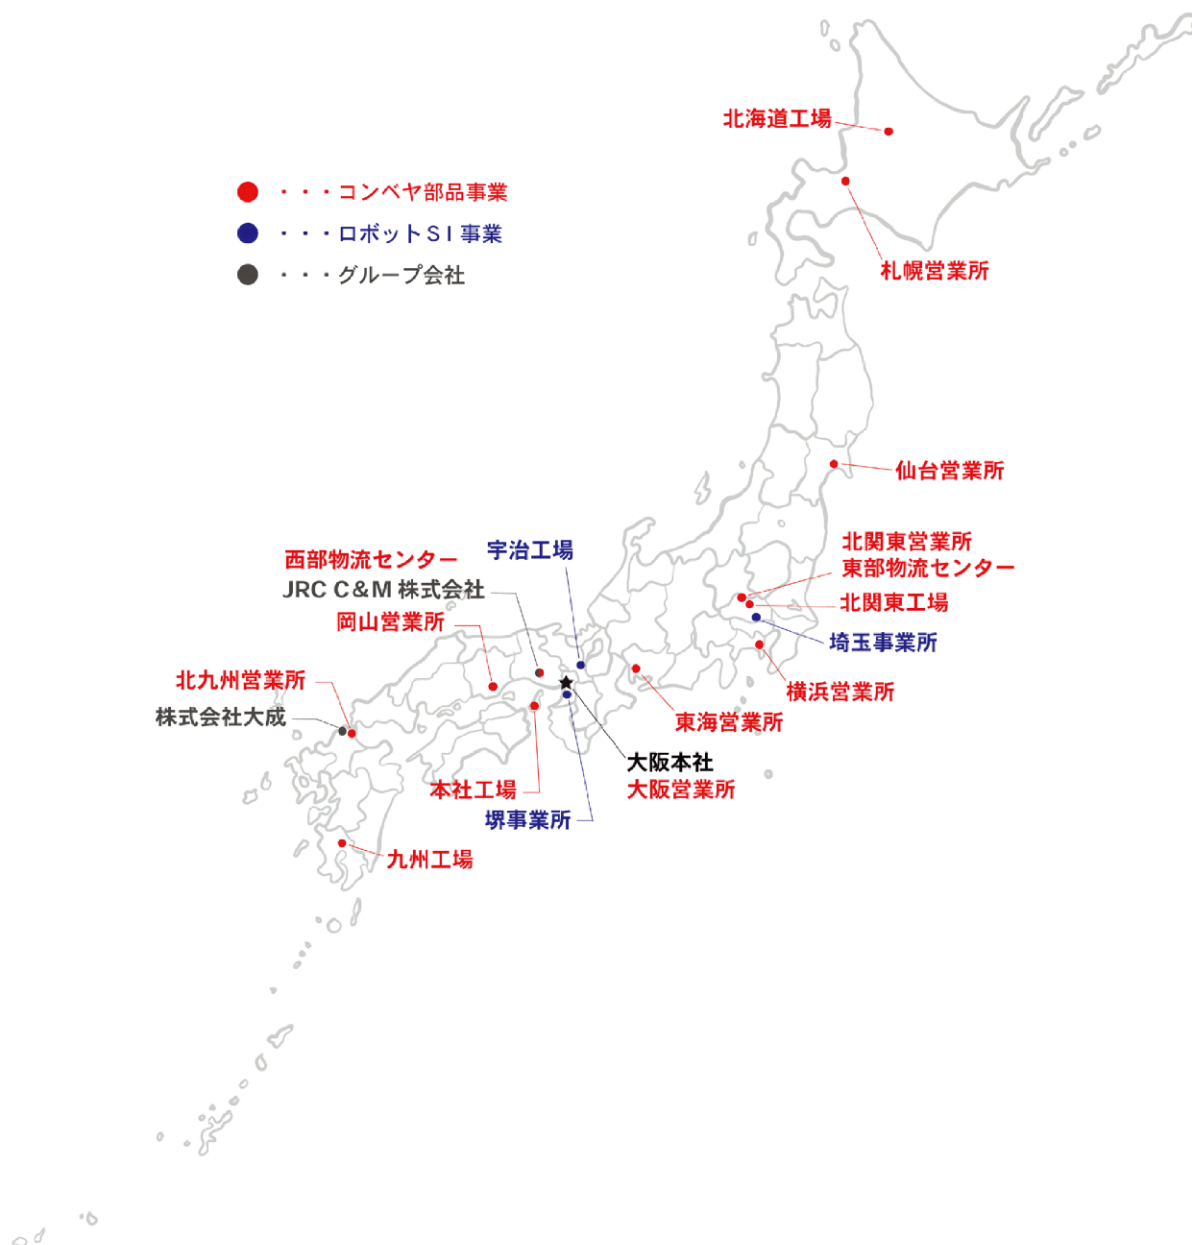 北海道工場
・・・コンベヤ部品事業
・・・ロボットSI事業
・・・グループ会社
札幌営業所
仙台営業所
北関東営業所
東部物流センター
北関東工場
埼玉事業所
横浜営業所
東海営業所
宇治工場
西部物流センター
JRC C&M 株式会社
岡山営業所
北九州営業所
株式会社大成
大阪本社
大阪営業所
本社工場
堺事業所
九州工場